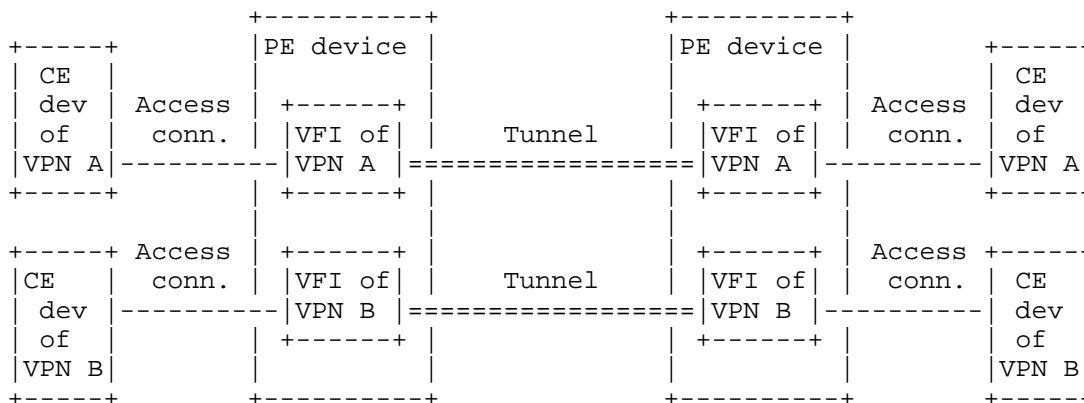 PE device PE device
CE CE
dev Access Access dev
of conn. VFI of Tunnel VFI of conn. of
VPN A VPN A VPN A VPN A
Access Access
CE conn. VFI of Tunnel VFI of conn. CE
dev VPN B VPN B dev
of of
VPN B VPN B